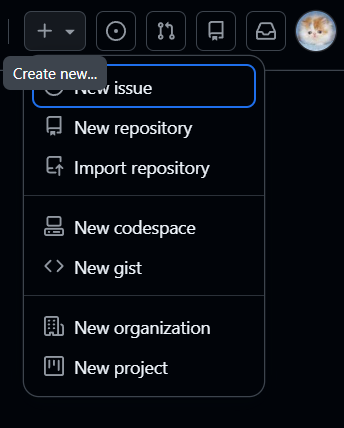 Create new...
New issue
New repository
Import repository
New codespace
New gist
New organization
New project